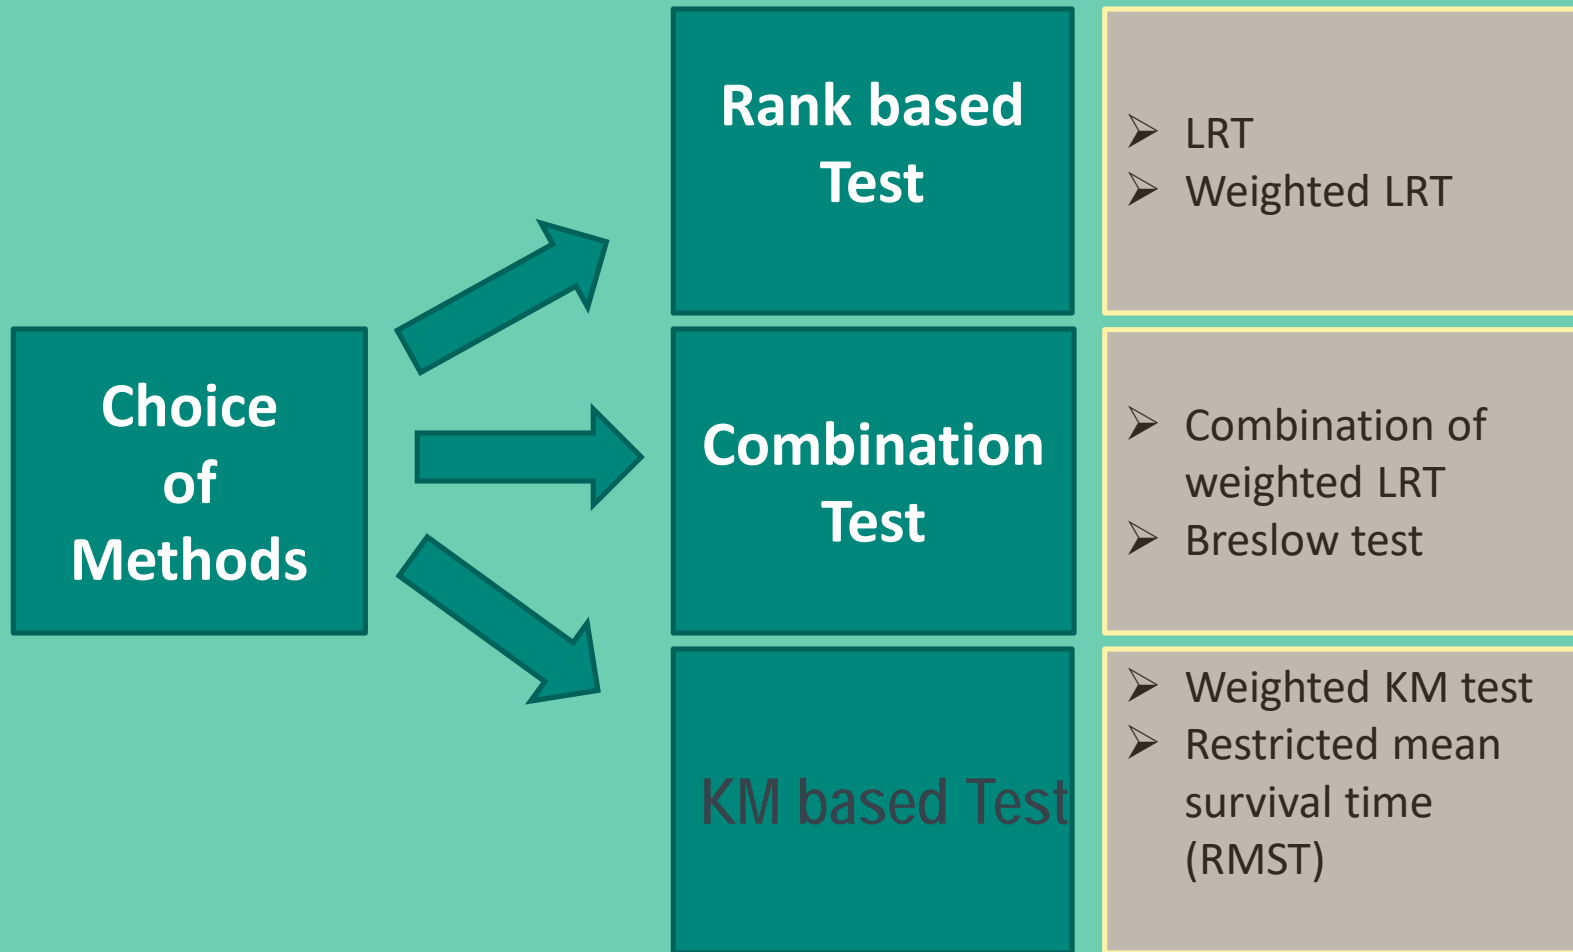 Choice
of
Methods
Rank based
Test
➢ LRT
➢ Weighted LRT
Combination
Test
➢ Combination of
weighted LRT
➢ Breslow test
KM based Test
➢ Weighted KM test
➢ Restricted mean
survival time
(RMST)